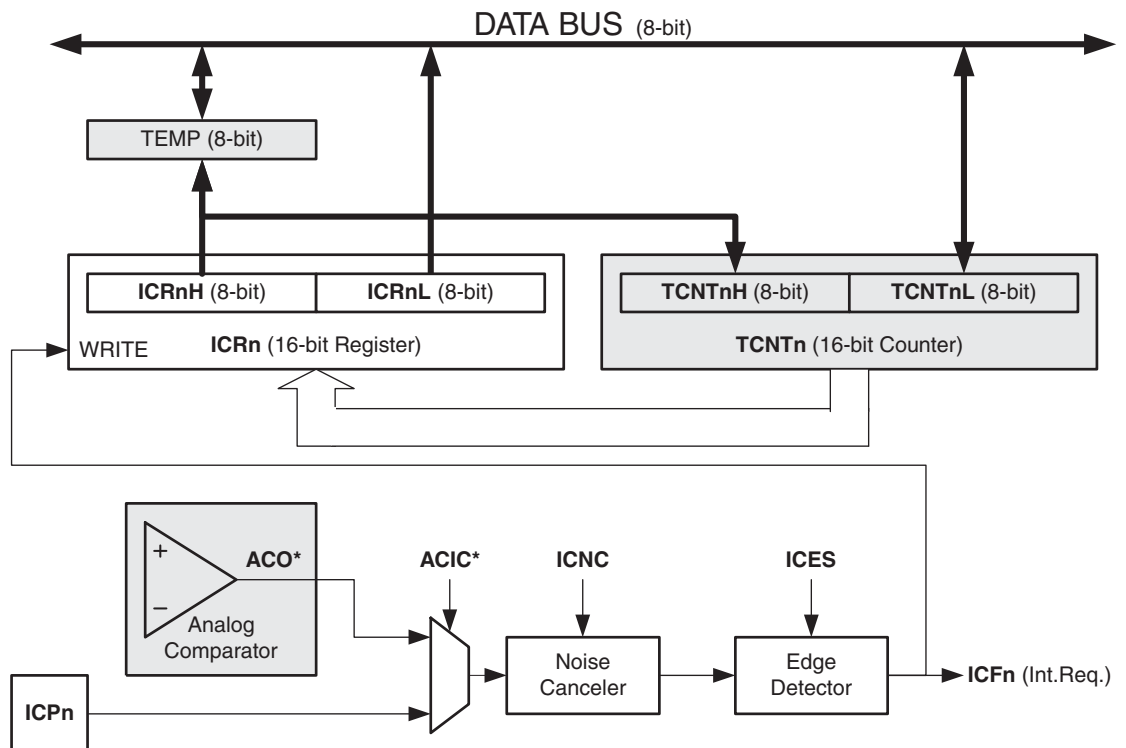 DATA BUS (8-bit)
TEMP (8-bit)
ICRnH (8-bit) ICRnL (8-bit) TCNTnH (8-bit) TCNTnL (8-bit)
WRITE ICRn (16-bit Register) TCNTn (16-bit Counter)
+ ACO* ACIC* ICNC ICES
−
Analog
Comparator
Noise
Canceler
Edge
Detector
ICFn (Int.Req.)
ICPn